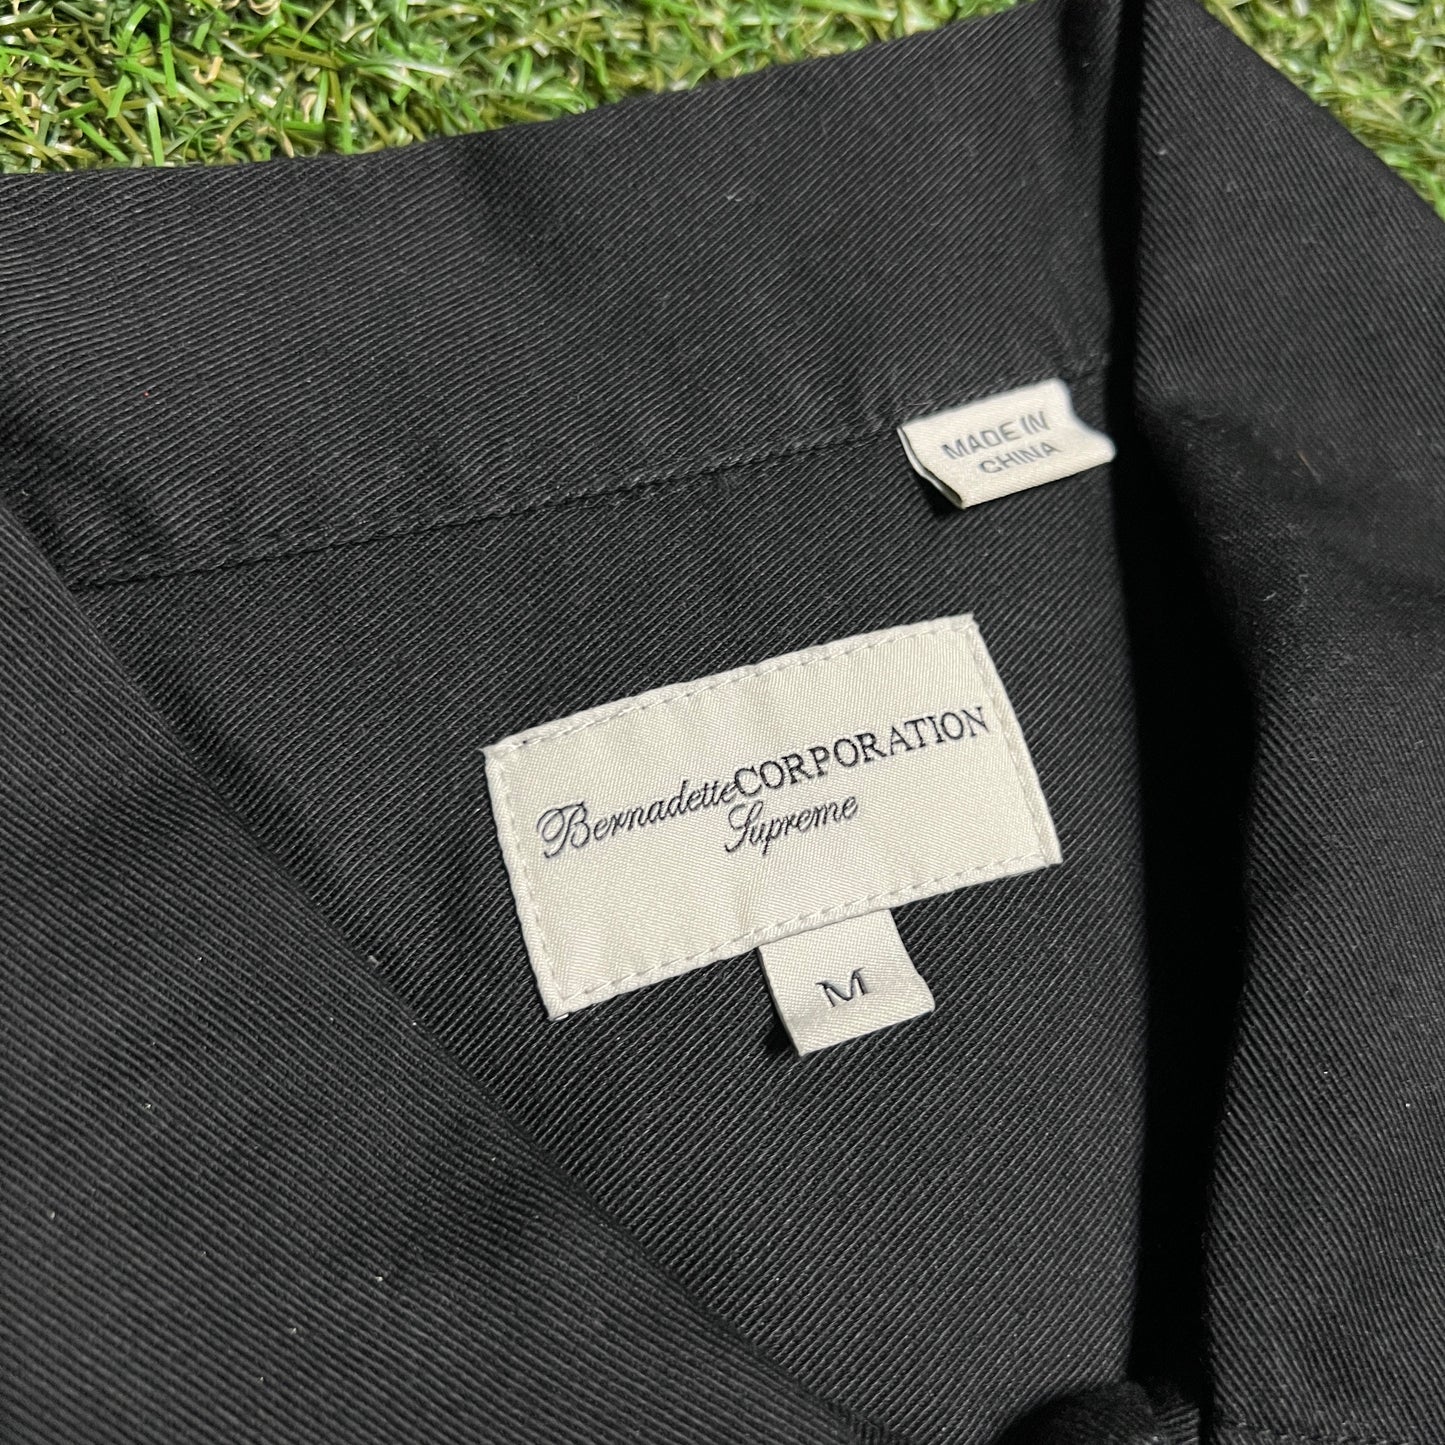 MADE IN
CHINA
BernadetteCORPORATION
Supreme
M